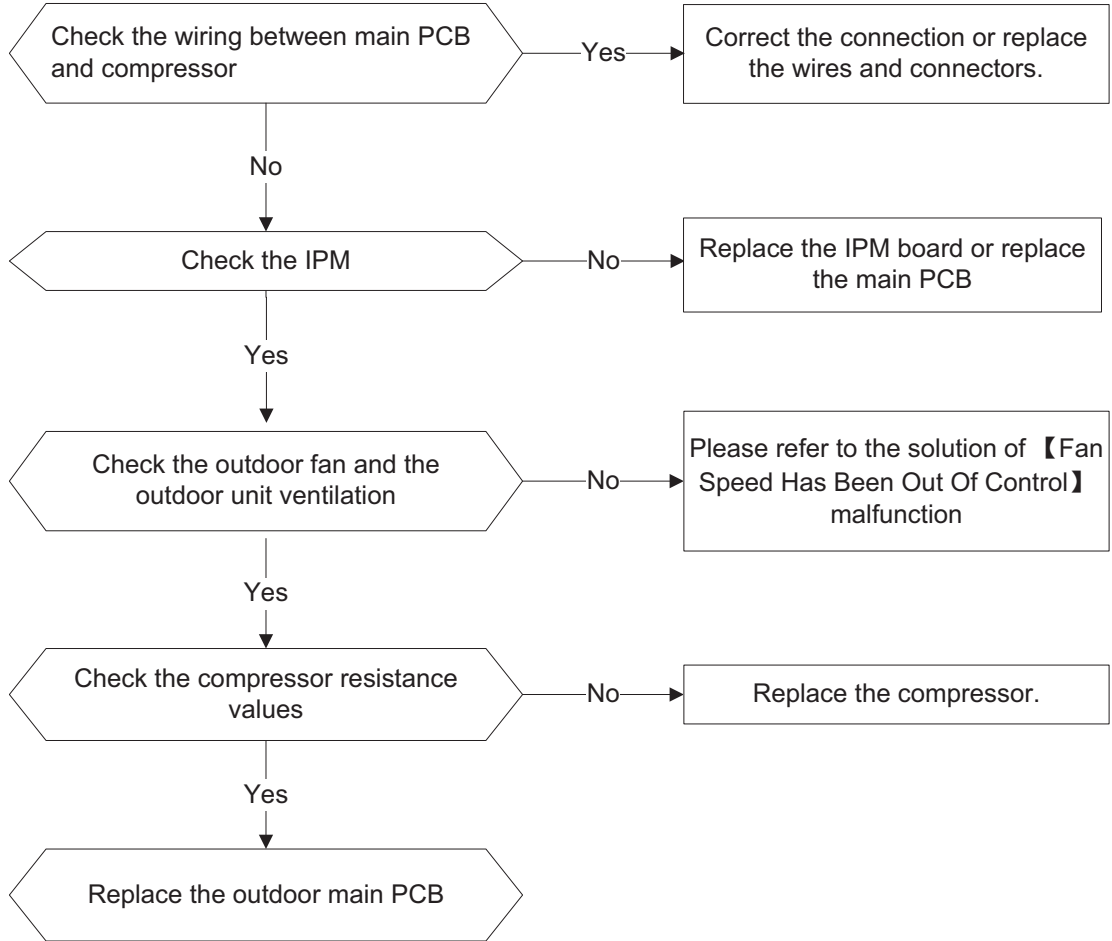 Check the wiring between main PCB
and compressor
Yes
Correct the connection or replace
the wires and connectors.
No
Check the IPM
No
Replace the IPM board or replace
the main PCB
Yes
Check the outdoor fan and the
outdoor unit ventilation
No
Please refer to the solution of 【Fan
Speed Has Been Out Of Control】
malfunction
Yes
Check the compressor resistance
values
No
Replace the compressor.
Yes
Replace the outdoor main PCB